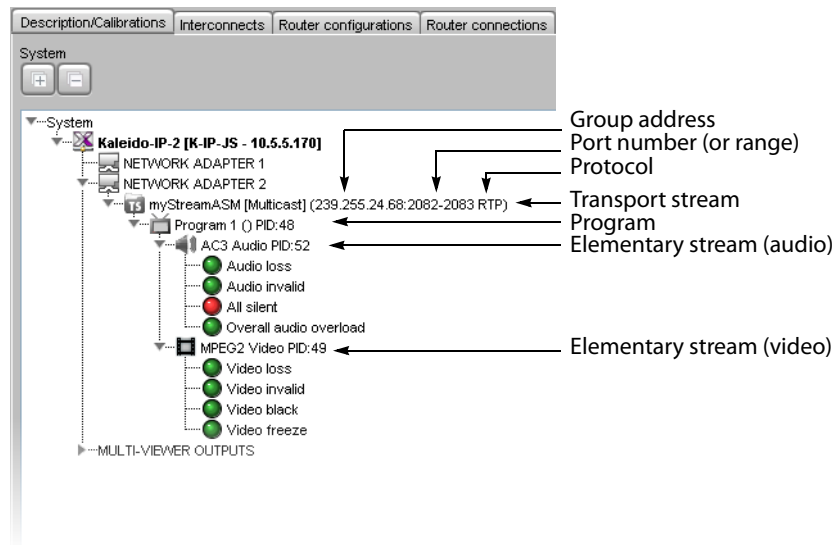 Description/Calibrations Interconnects Router configurations Router connections
System
System
Kaleido-IP-2 [K-IP-JS - 10.5.5.170]
NETWORK ADAPTER 1
NETWORK ADAPTER 2
TS myStreamASM [Multicast] (239.255.24.68:2082-2083 RTP)
Program 1 () PID:48
AC3 Audio PID:52
Audio loss
Audio invalid
All silent
Overall audio overload
MPEG2 Video PID:49
Video loss
Video invalid
Video black
Video freeze
MULTI-VIEWER OUTPUTS
Group address
Port number (or range)
Protocol
Transport stream
Program
Elementary stream (audio)
Elementary stream (video)